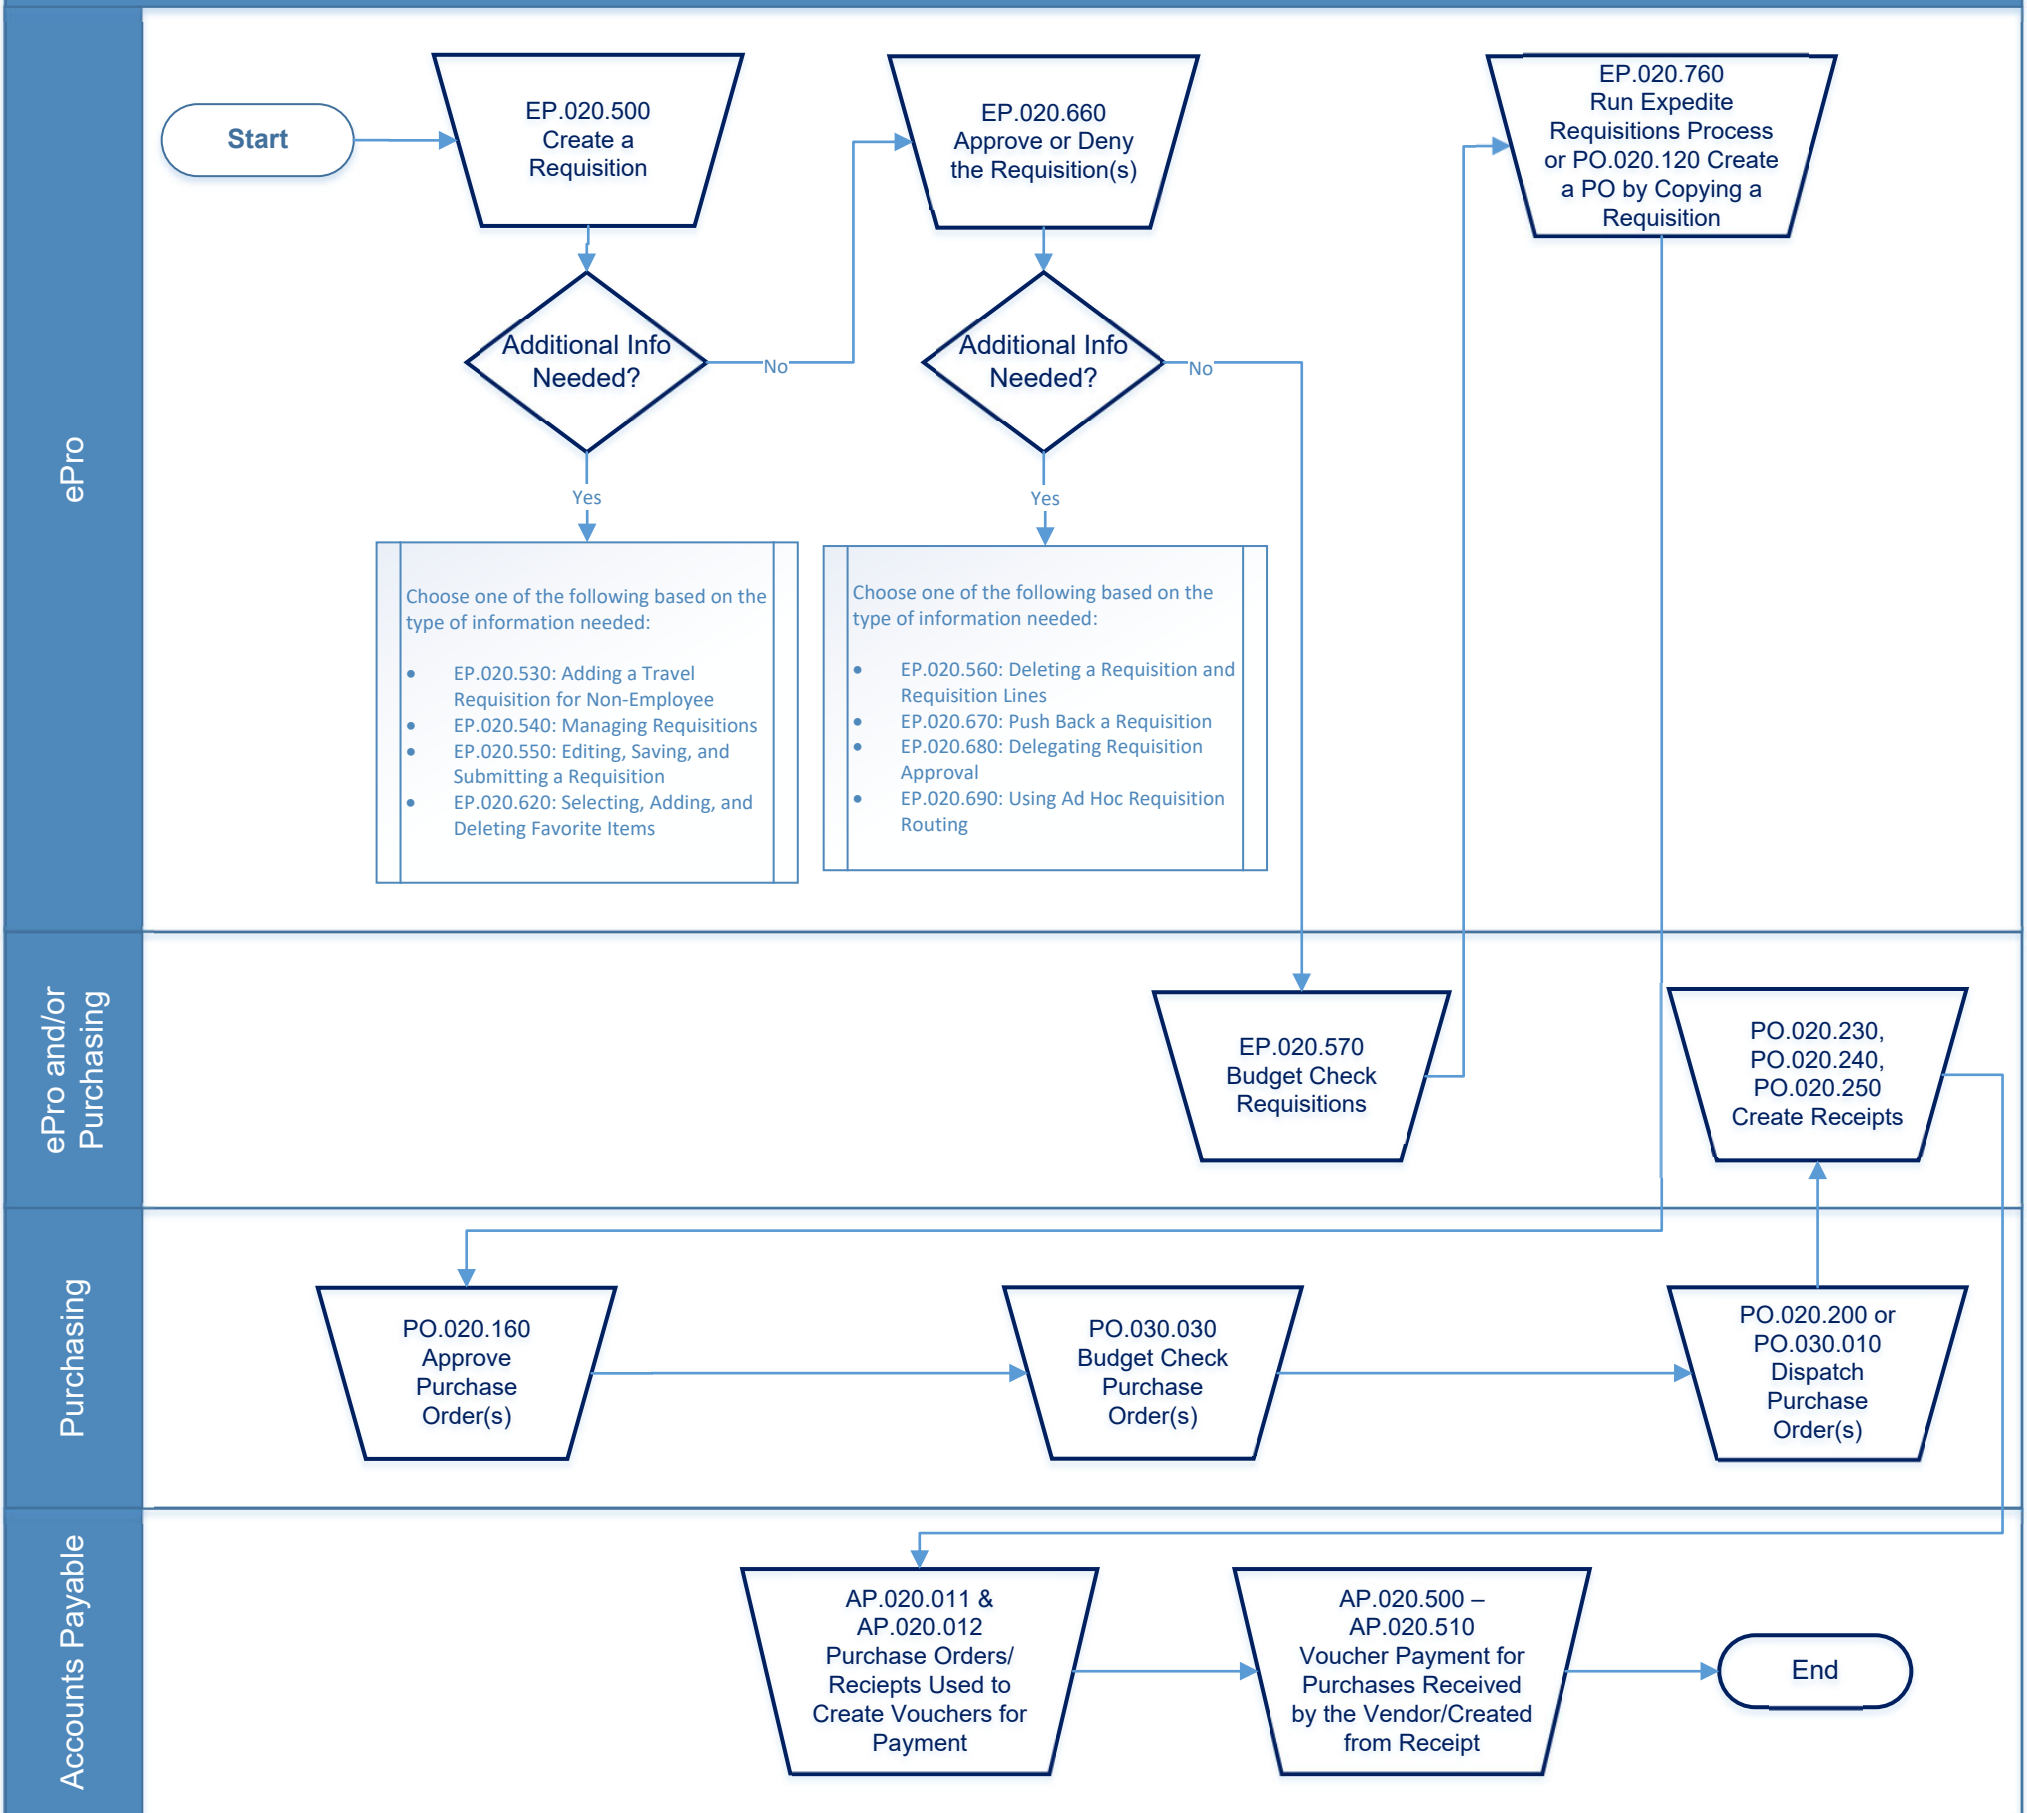 ePro
Start
EP.020.500
Create a
Requisition
EP.020.660
Approve or Deny
the Requisition(s)
EP.020.760
Run Expedite
Requisitions Process
or PO.020.120 Create
a PO by Copying a
Requisition
Additional Info
Needed?
No
Yes
Additional Info
Needed?
No
Yes
Choose one of the following based on the
type of information needed:
• EP.020.530: Adding a Travel
Requisition for Non-Employee
• EP.020.540: Managing Requisitions
• EP.020.550: Editing, Saving, and
Submitting a Requisition
• EP.020.620: Selecting, Adding, and
Deleting Favorite Items
Choose one of the following based on the
type of information needed:
• EP.020.560: Deleting a Requisition and
Requisition Lines
• EP.020.670: Push Back a Requisition
• EP.020.680: Delegating Requisition
Approval
• EP.020.690: Using Ad Hoc Requisition
Routing
ePro and/or
Purchasing
EP.020.570
Budget Check
Requisitions
PO.020.230,
PO.020.240,
PO.020.250
Create Receipts
Purchasing
PO.020.160
Approve
Purchase
Order(s)
PO.030.030
Budget Check
Purchase
Order(s)
PO.020.200 or
PO.030.010
Dispatch
Purchase
Order(s)
Accounts Payable
AP.020.011 &
AP.020.012
Purchase Orders/
Reciepts Used to
Create Vouchers for
Payment
AP.020.500 –
AP.020.510
Voucher Payment for
Purchases Received
by the Vendor/Created
from Receipt
End